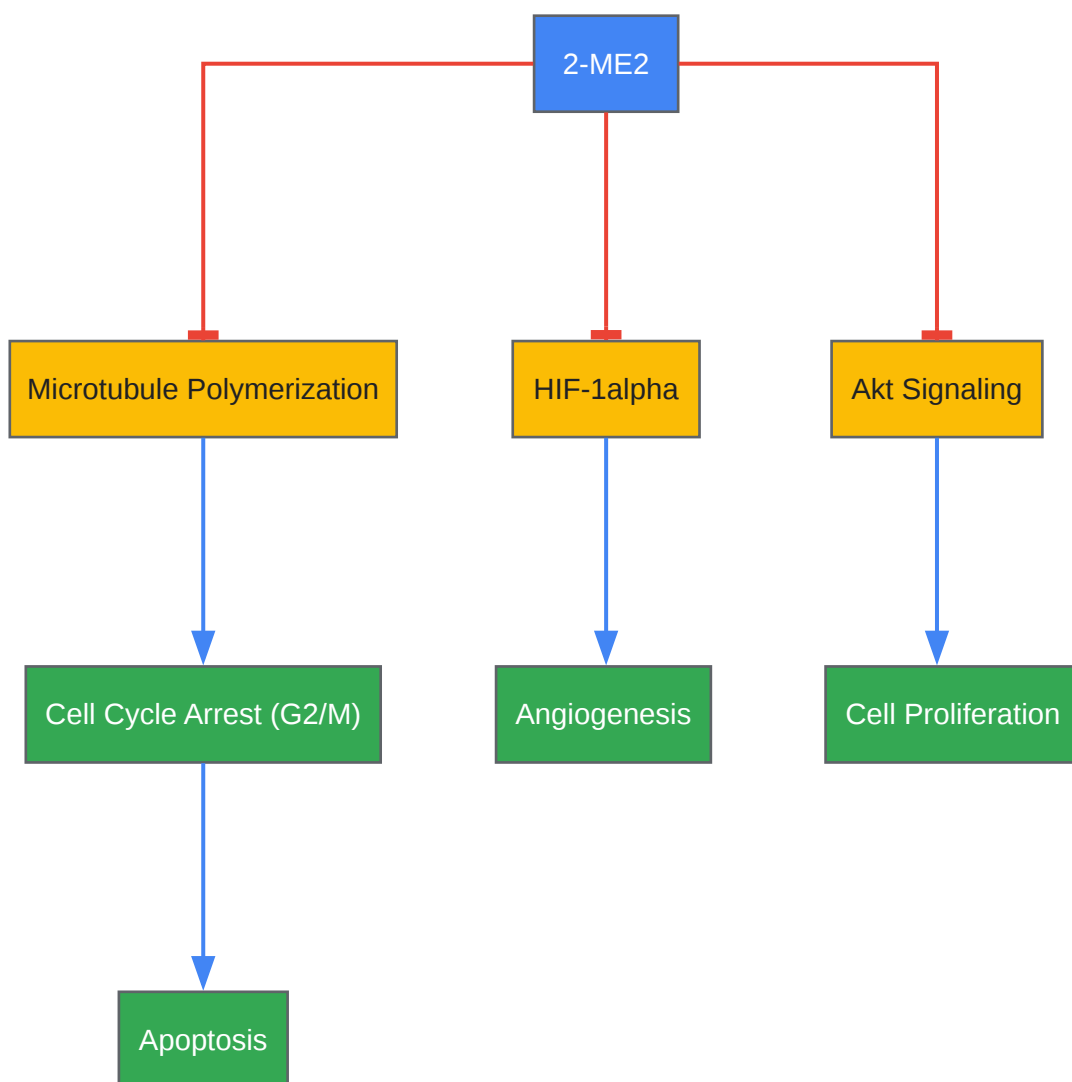 2-ME2
Microtubule Polymerization
HIF-1alpha
Akt Signaling
Cell Cycle Arrest (G2/M)
Angiogenesis
Cell Proliferation
Apoptosis